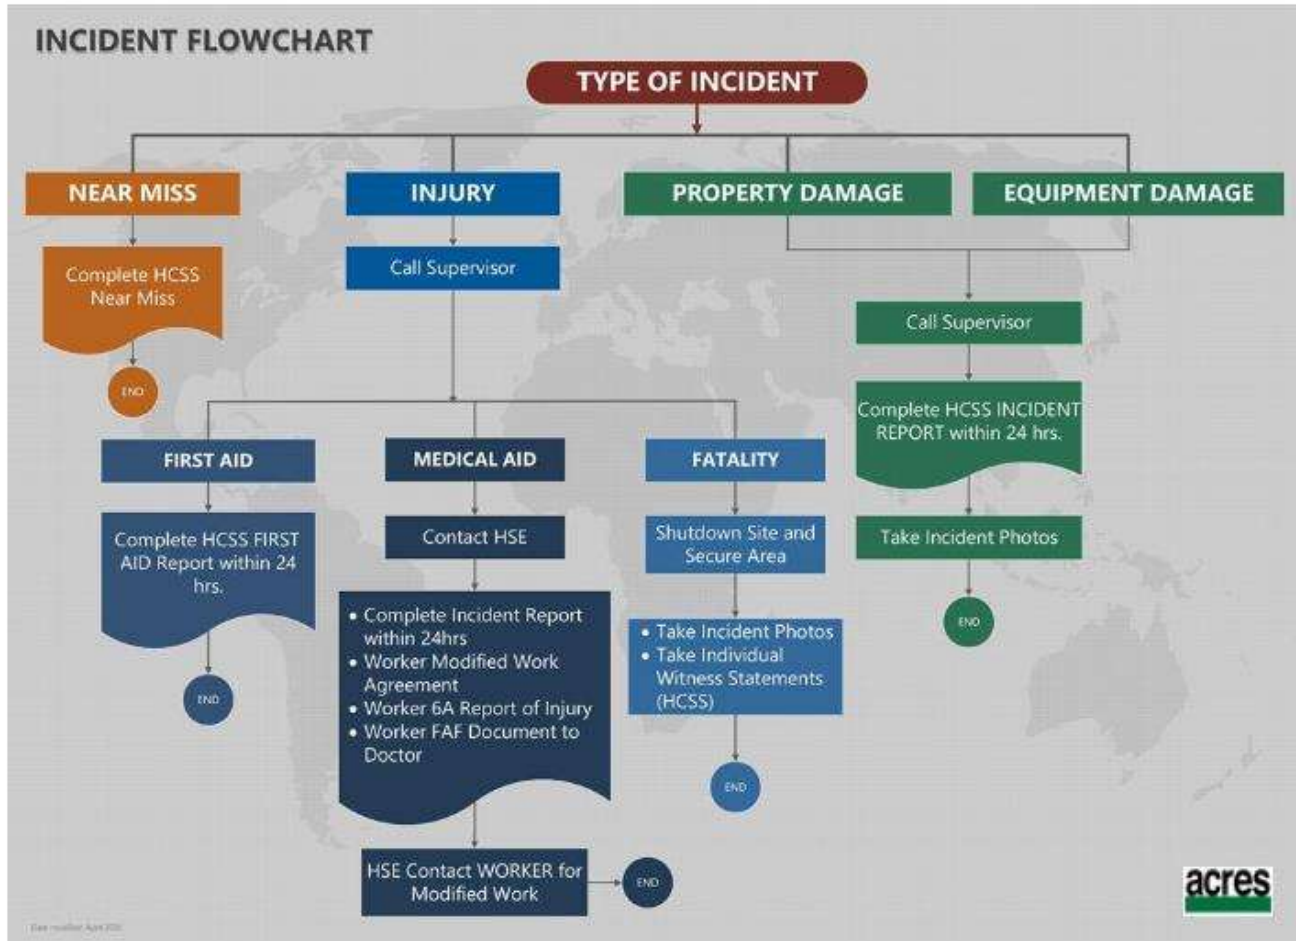 INCIDENT FLOWCHART
TYPE OF INCIDENT
NEAR MISS
INJURY
PROPERTY DAMAGE
EQUIPMENT DAMAGE
Complete HCSS
Near Miss
END
Call Supervisor
Call Supervisor
Complete HCSS INCIDENT
REPORT within 24 hrs.
Take Incident Photos
END
FIRST AID
MEDICAL AID
FATALITY
Complete HCSS FIRST
AID Report within 24
hrs.
END
Contact HSE
• Complete Incident Report
within 24hrs
• Worker Modified Work
Agreement
• Worker 6A Report of Injury
• Worker FAF Document to
Doctor
HSE Contact WORKER for
Modified Work
END
Shutdown Site and
Secure Area
• Take Incident Photos
• Take Individual
Witness Statements
(HCSS)
END
acres